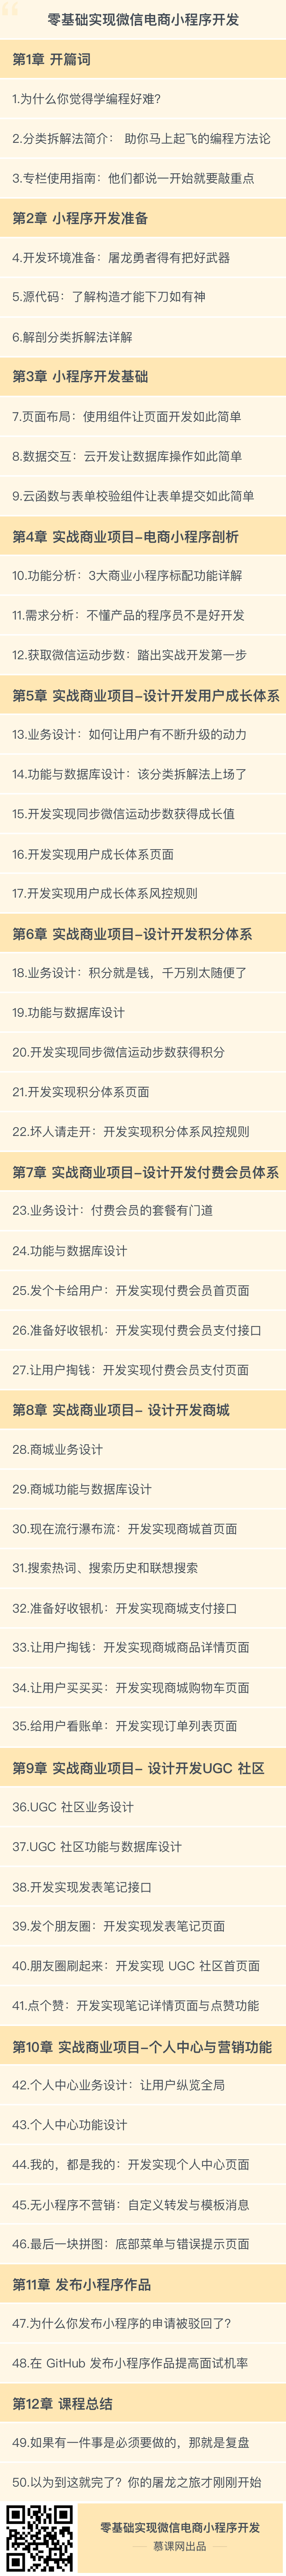 零基础实现微信电商小程序开发
第1章 开篇词
1.为什么你觉得学编程好难?
2.分类拆解法简介： 助你马上起飞的编程方法论
3.专栏使用指南：他们都说一开始就要敲重点
第2章 小程序开发准备
4.开发环境准备：屠龙勇者得有把好武器
5.源代码：了解构造才能下刀如有神
6.解剖分类拆解法详解
第3章 小程序开发基础
7.页面布局：使用组件让页面开发如此简单
8.数据交互：云开发让数据库操作如此简单
9.云函数与表单校验组件让表单提交如此简单
第4章 实战商业项目-电商小程序剖析
10.功能分析：3大商业小程序标配功能详解
11.需求分析：不懂产品的程序员不是好开发
12.获取微信运动步数：踏出实战开发第一步
第5章 实战商业项目-设计开发用户成长体系
13.业务设计：如何让用户有不断升级的动力
14.功能与数据库设计：该分类拆解法上场了
15.开发实现同步微信运动步数获得成长值
16.开发实现用户成长体系页面
17.开发实现用户成长体系风控规则
第6章 实战商业项目-设计开发积分体系
18.业务设计：积分就是钱，千万别太随便了
19.功能与数据库设计
20.开发实现同步微信运动步数获得积分
21.开发实现积分体系页面
22.坏人请走开：开发实现积分体系风控规则
第7章 实战商业项目-设计开发付费会员体系
23.业务设计：付费会员的套餐有门道
24.功能与数据库设计
25.发个卡给用户：开发实现付费会员首页面
26.准备好收银机：开发实现付费会员支付接口
27.让用户掏钱：开发实现付费会员支付页面
第8章 实战商业项目- 设计开发商城
28.商城业务设计
29.商城功能与数据库设计
30.现在流行瀑布流：开发实现商城首页面
31.搜索热词、搜索历史和联想搜索
32.准备好收银机：开发实现商城支付接口
33.让用户掏钱：开发实现商城商品详情页面
34.让用户买买买：开发实现商城购物车页面
35.给用户看账单：开发实现订单列表页面
第9章 实战商业项目- 设计开发UGC 社区
36.UGC 社区业务设计
37.UGC 社区功能与数据库设计
38.开发实现发表笔记接口
39.发个朋友圈：开发实现发表笔记页面
40.朋友圈刷起来：开发实现 UGC 社区首页面
41.点个赞：开发实现笔记详情页面与点赞功能
第10章 实战商业项目-个人中心与营销功能
42.个人中心业务设计：让用户纵览全局
43.个人中心功能设计
44.我的，都是我的：开发实现个人中心页面
45.无小程序不营销：自定义转发与模板消息
46.最后一块拼图：底部菜单与错误提示页面
第11章 发布小程序作品
47.为什么你发布小程序的申请被驳回了?
48.在 GitHub 发布小程序作品提高面试机率
第12章 课程总结
49.如果有一件事是必须要做的，那就是复盘
50.以为到这就完了？你的屠龙之旅才刚刚开始
零基础实现微信电商小程序开发
慕课网出品